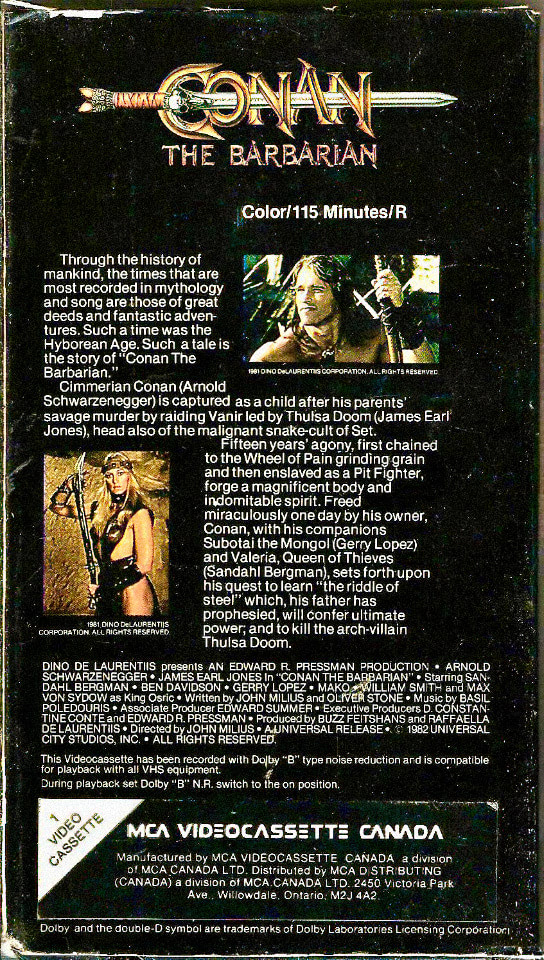 CONAN
THE BARBARIAN
Color/115 Minutes/R
Through the history of
mankind, the times that are
most recorded in mythology
and song are those of great
deeds and fantastic adven-
tures. Such a time was the
Hyborean Age. Such a tale is
the story of "Conan The
Barbarian."
1981 DINO DeLAURENTIIS CORPORATION. ALL RIGHTS RESERVED.
Cimmerian Conan (Arnold
Schwarzenegger) is captured as a child after his parents'
savage murder by raiding Vanir led by Thulsa Doom (James Earl
Jones), head also of the malignant snake-cult of Set.
Fifteen years' agony, first chained
to the Wheel of Pain grinding grain
and then enslaved as a Pit Fighter,
forge a magnificent body and
indomitable spirit. Freed
miraculously one day by his owner,
Conan, with his companions
Subotai the Mongol (Gerry Lopez)
and Valeria, Queen of Thieves
(Sandahl Bergman), sets forth upon
his quest to learn "the riddle of
steel" which, his father has
prophesied, will confer ultimate
power; and to kill the arch-villain
Thulsa Doom.
1981 DINO DeLAURENTIIS
CORPORATION. ALL RIGHTS RESERVED.
DINO DE LAURENTIIS presents AN EDWARD R. PRESSMAN PRODUCTION • ARNOLD
SCHWARZENEGGER • JAMES EARL JONES IN "CONAN THE BARBARIAN" • Starring SAN-
DAHL BERGMAN • BEN DAVIDSON • GERRY LOPEZ • MAKO • WILLIAM SMITH and MAX
VON SYDOW as King Osric • Written by JOHN MILIUS and OLIVER STONE • Music by BASIL
POLEDOURIS • Associate Producer EDWARD SUMMER • Executive Producers D. CONSTAN-
TINE CONTE and EDWARD R. PRESSMAN • Produced by BUZZ FEITSHANS and RAFFAELLA
DE LAURENTIIS • Directed by JOHN MILIUS • A UNIVERSAL RELEASE • © 1982 UNIVERSAL
CITY STUDIOS, INC. • ALL RIGHTS RESERVED.
This Videocassette has been recorded with Dolby "B" type noise reduction and is compatible
for playback with all VHS equipment.
During playback set Dolby "B" N.R. switch to the on position.
1
VIDEO
CASSETTE
MCA VIDEOCASSETTE CANADA
Manufactured by MCA VIDEOCASSETTE CANADA a division
of MCA CANADA LTD. Distributed by MCA DISTRIBUTING
(CANADA) a division of MCA CANADA LTD. 2450 Victoria Park
Ave., Willowdale, Ontario, M2J 4A2.
Dolby and the double-D symbol are trademarks of Dolby Laboratories Licensing Corporation